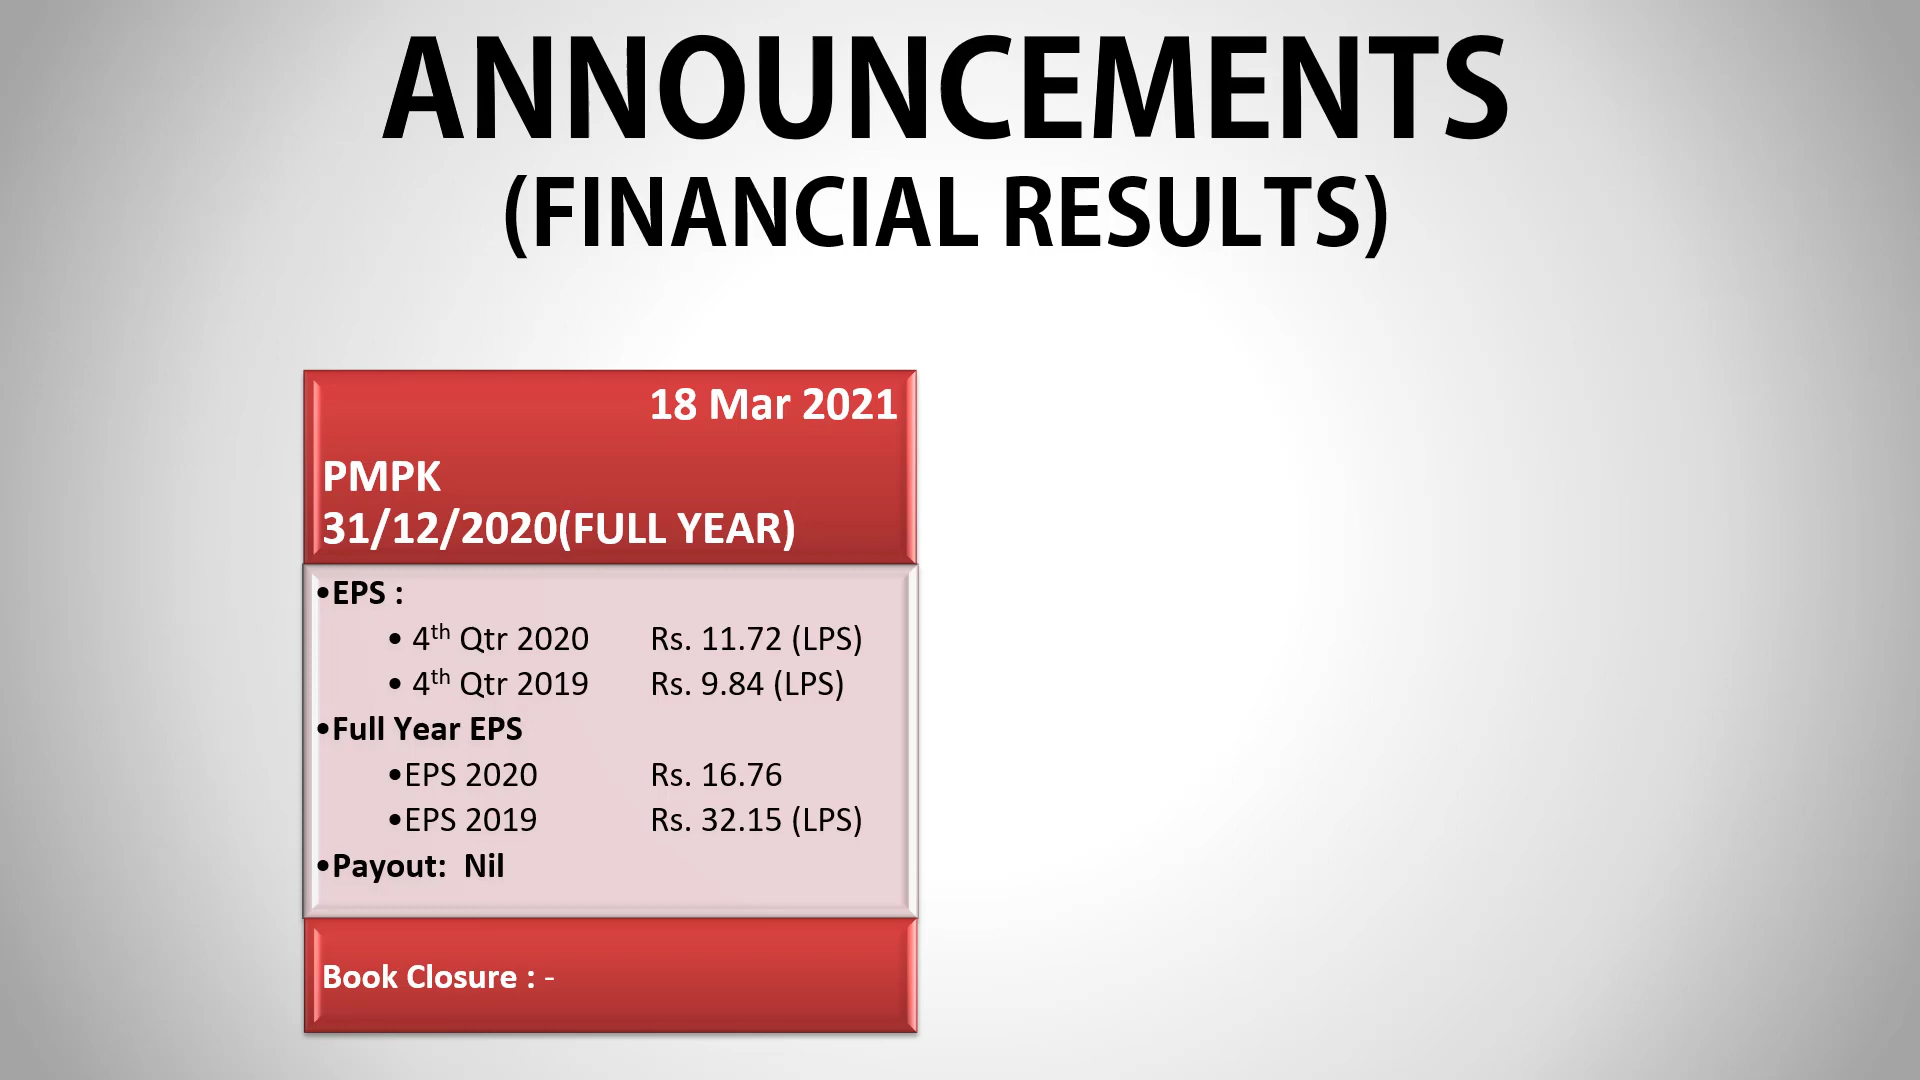 ANNOUNCEMENTS
(FINANCIAL RESULTS)
18 Mar 2021
PMPK
31/12/2020(FULL YEAR)
•EPS :
• 4th Qtr 2020 Rs. 11.72 (LPS)
• 4th Qtr 2019 Rs. 9.84 (LPS)
•Full Year EPS
•EPS 2020 Rs. 16.76
•EPS 2019 Rs. 32.15 (LPS)
•Payout: Nil
Book Closure : -